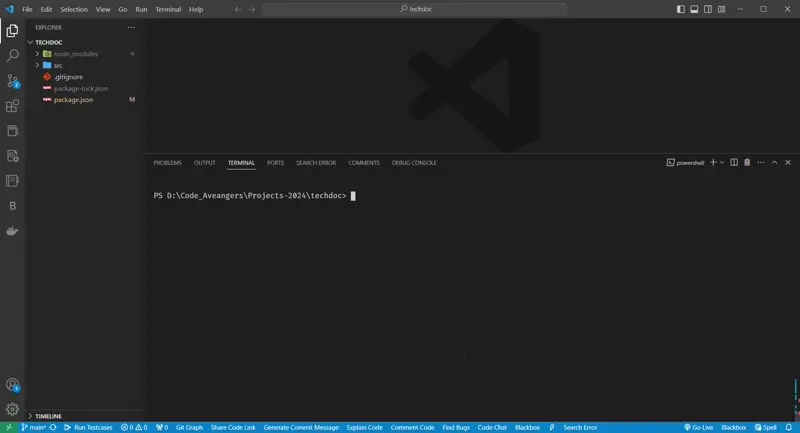 File Edit Selection View Go Run Terminal Help
techdoc
EXPLORER
TECHDOC
node_modules
src
.gitignore
package-lock.json
package.json M
2
B
PROBLEMS OUTPUT TERMINAL PORTS SEARCH ERROR COMMENTS DEBUG CONSOLE
powershell
PS D:\Code_Aveangers\Projects-2024\techdoc>
1
TIMELINE
main* Run Testcases 0 0 0 Git Graph Share Code Link Generate Commit Message Explain Code Comment Code Find Bugs Code Chat Blackbox Search Error Go Live Blackbox Spell